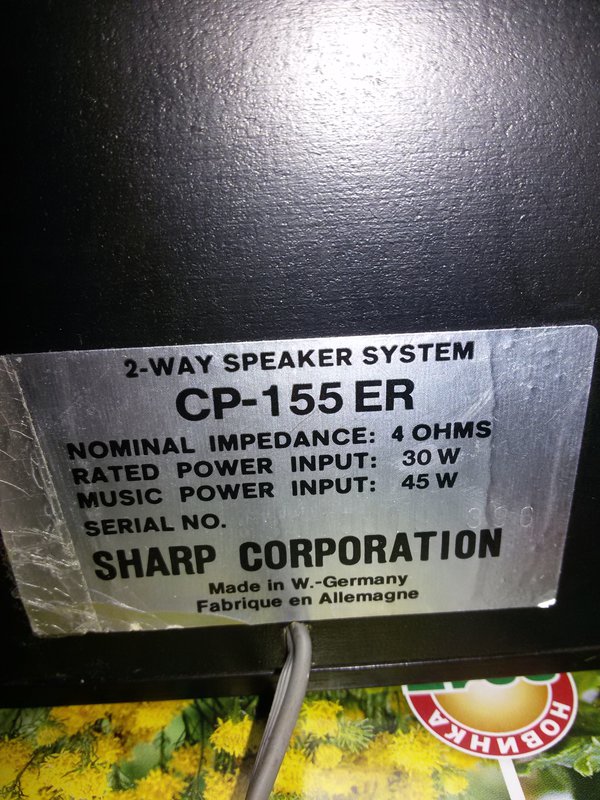 2-WAY SPEAKER SYSTEM
CP-155 ER
NOMINAL IMPEDANCE: 4 OHMS
RATED POWER INPUT: 30 W
MUSIC POWER INPUT: 45 W
SERIAL NO.
SHARP CORPORATION
Made in W.-Germany
Fabrique en Allemagne
НОВИНКА